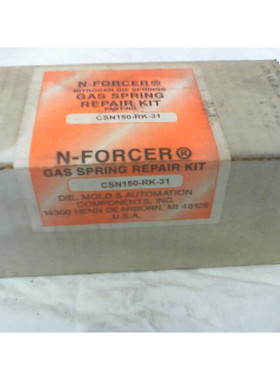 N-FORCER®
NITROGEN DIE SPRINGS
GAS SPRING
REPAIR KIT
PART NO.
CSN150-RK-31
N-FORCER®
GAS SPRING REPAIR KIT
CSN150-RK-31
DIE, MOLD & AUTOMATION
COMPONENTS, INC.
14300 HENN DEARBORN, MI 48126
U.S.A.